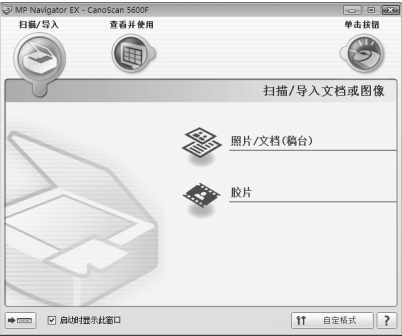 MP Navigator EX - CanoScan 5600F
扫描/导入
查看并使用
单击按钮
扫描/导入文档或图像
照片/文档(稿台)
胶片
启动时显示此窗口
自定格式
?